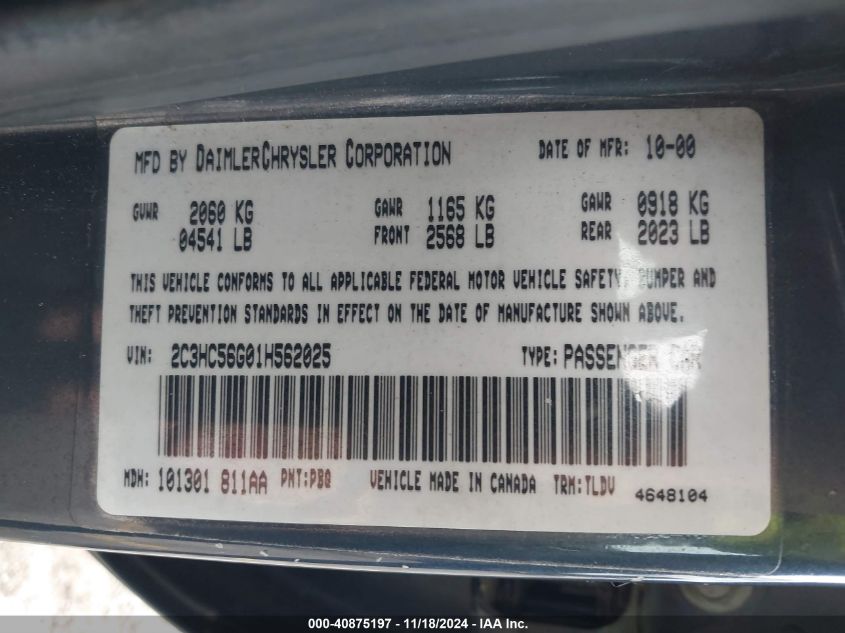 MFD BY DAIMLERCHRYSLER CORPORATION DATE OF MFR: 10-00
GVWR 2060 KG GAWR 1165 KG GAWR 0918 KG
04541 LB FRONT 2568 LB REAR 2023 LB
THIS VEHICLE CONFORMS TO ALL APPLICABLE FEDERAL MOTOR VEHICLE SAFETY, BUMPER AND
THEFT PREVENTION STANDARDS IN EFFECT ON THE DATE OF MANUFACTURE SHOWN ABOVE.
VIN: 2C3HC56G01H562025 TYPE: PASSENGER CAR
MDH: 101301 811AA PNT:PBQ VEHICLE MADE IN CANADA TRM:TLDV 4648104
000-40875197 - 11/18/2024 - IAA Inc.